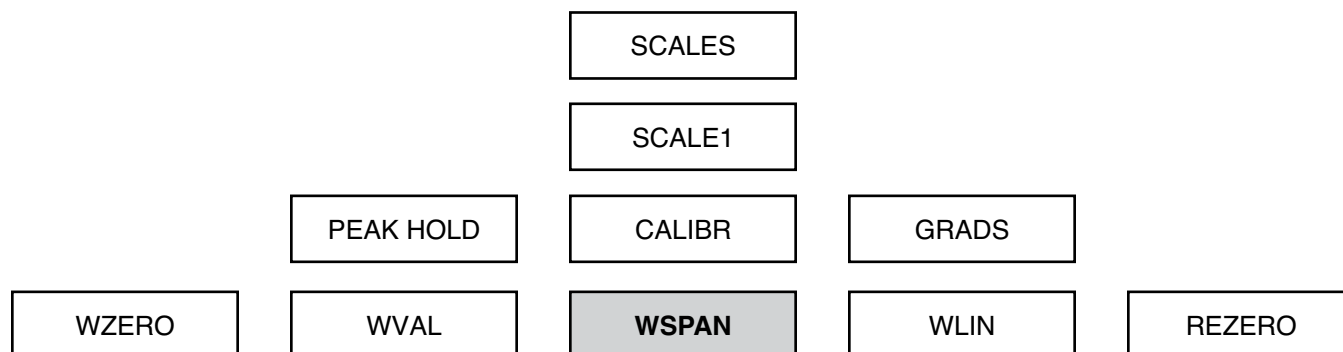 SCALES
SCALE1
PEAK HOLD
CALIBR
GRADS
WZERO
WVAL
WSPAN
WLIN
REZERO